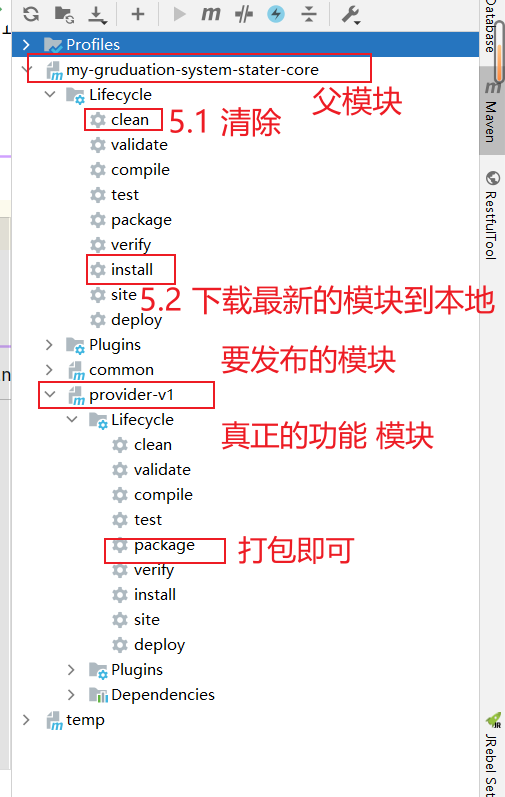 Profiles
my-gruduation-system-stater-core
父模块
Lifecycle
clean
5.1 清除
validate
compile
test
package
verify
install
site
5.2 下载最新的模块到本地
deploy
Plugins
common
要发布的模块
provider-v1
Lifecycle
真正的功能 模块
clean
validate
compile
test
package
打包即可
verify
install
site
deploy
Plugins
Dependencies
temp
Database
Maven
RestfulTool
JRebel Set